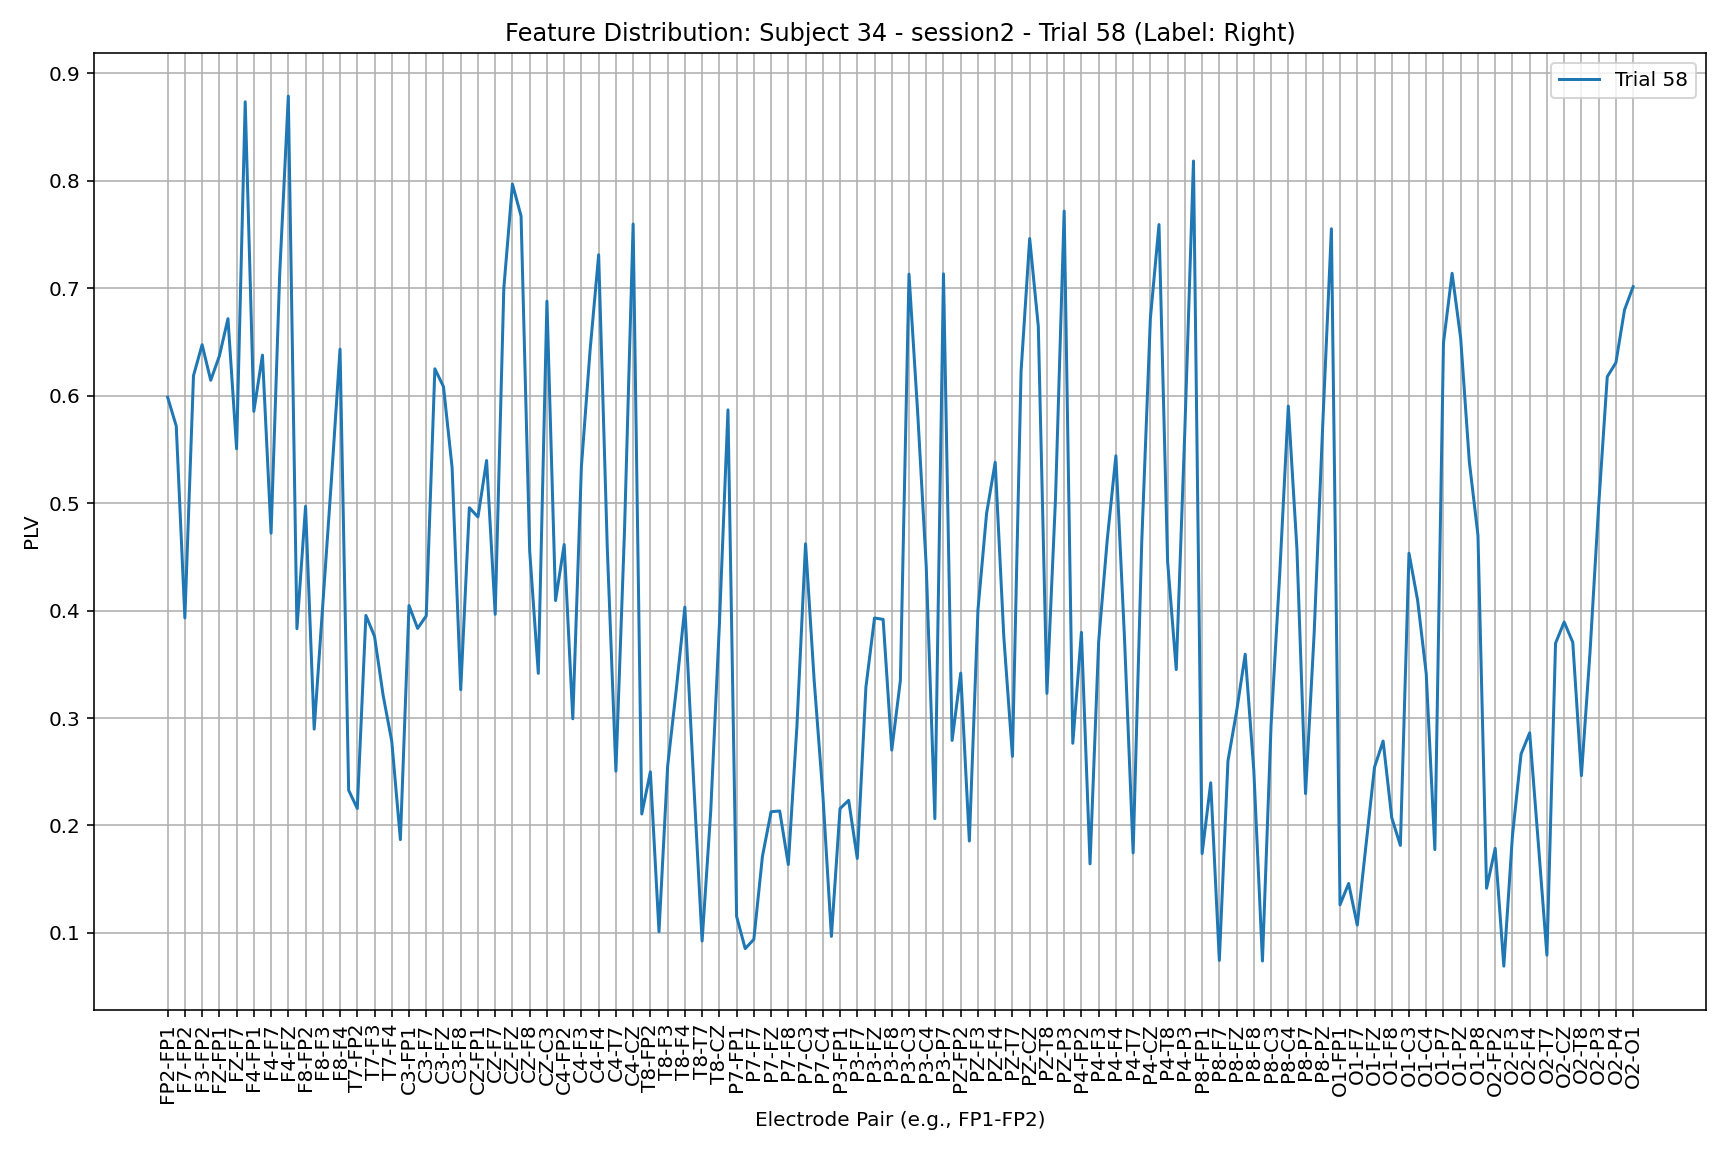 Feature Distribution: Subject 34 - session2 - Trial 58 (Label: Right)
Trial 58
PLV
0.9
0.8
0.7
0.6
0.5
0.4
0.3
0.2
0.1
FP2-FP1
F7-FP2
F3-FP2
FZ-FP1
FZ-F7
F4-FP1
F4-F7
F4-FZ
F8-FP2
F8-F3
F8-F4
T7-FP2
T7-F3
T7-F4
C3-FP1
C3-F7
C3-FZ
C3-F8
CZ-FP1
CZ-F7
CZ-FZ
CZ-F8
CZ-C3
C4-FP2
C4-F3
C4-F4
C4-T7
C4-CZ
T8-FP2
T8-F3
T8-F4
T8-T7
T8-CZ
P7-FP1
P7-F7
P7-FZ
P7-F8
P7-C3
P7-C4
P3-FP1
P3-F7
P3-FZ
P3-F8
P3-C3
P3-C4
P3-P7
PZ-FP2
PZ-F3
PZ-F4
PZ-T7
PZ-CZ
PZ-T8
PZ-P3
P4-FP2
P4-F3
P4-F4
P4-T7
P4-CZ
P4-T8
P4-P3
P8-FP1
P8-F7
P8-FZ
P8-F8
P8-C3
P8-C4
P8-P7
P8-PZ
O1-FP1
O1-F7
O1-FZ
O1-F8
O1-C3
O1-C4
O1-P7
O1-PZ
O1-P8
O2-FP2
O2-F3
O2-F4
O2-T7
O2-CZ
O2-T8
O2-P3
O2-P4
O2-O1
Electrode Pair (e.g., FP1-FP2)